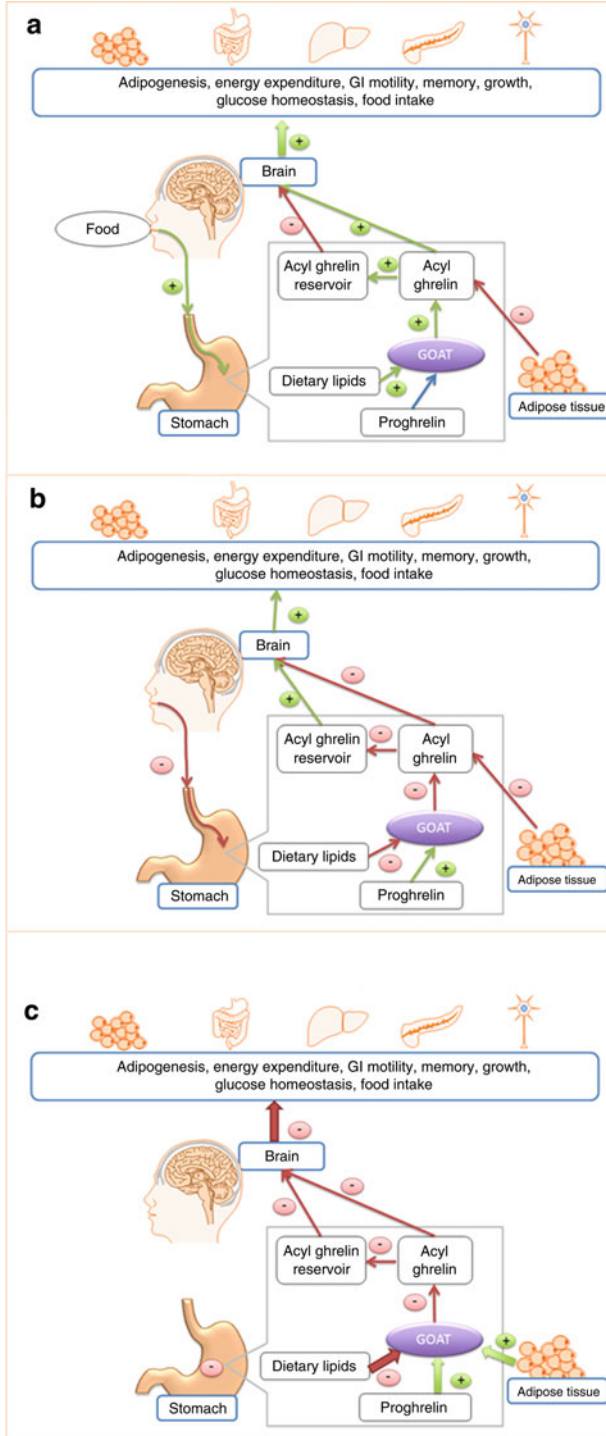 a
Adipogenesis, energy expenditure, GI motility, memory, growth,
glucose homeostasis, food intake
+
Brain
Food
-
+
+
Acyl ghrelin
reservoir
+
Acyl
ghrelin
-
+
GOAT
Dietary lipids
+
Stomach
Proghrelin
Adipose tissue
b
Adipogenesis, energy expenditure, GI motility, memory, growth,
glucose homeostasis, food intake
+
Brain
-
+
-
Acyl ghrelin
reservoir
-
Acyl
ghrelin
-
-
GOAT
Dietary lipids
-
+
Stomach
Proghrelin
Adipose tissue
c
Adipogenesis, energy expenditure, GI motility, memory, growth,
glucose homeostasis, food intake
-
Brain
-
-
Acyl ghrelin
reservoir
-
Acyl
ghrelin
-
GOAT
+
-
Dietary lipids
-
+
Stomach
Proghrelin
Adipose tissue